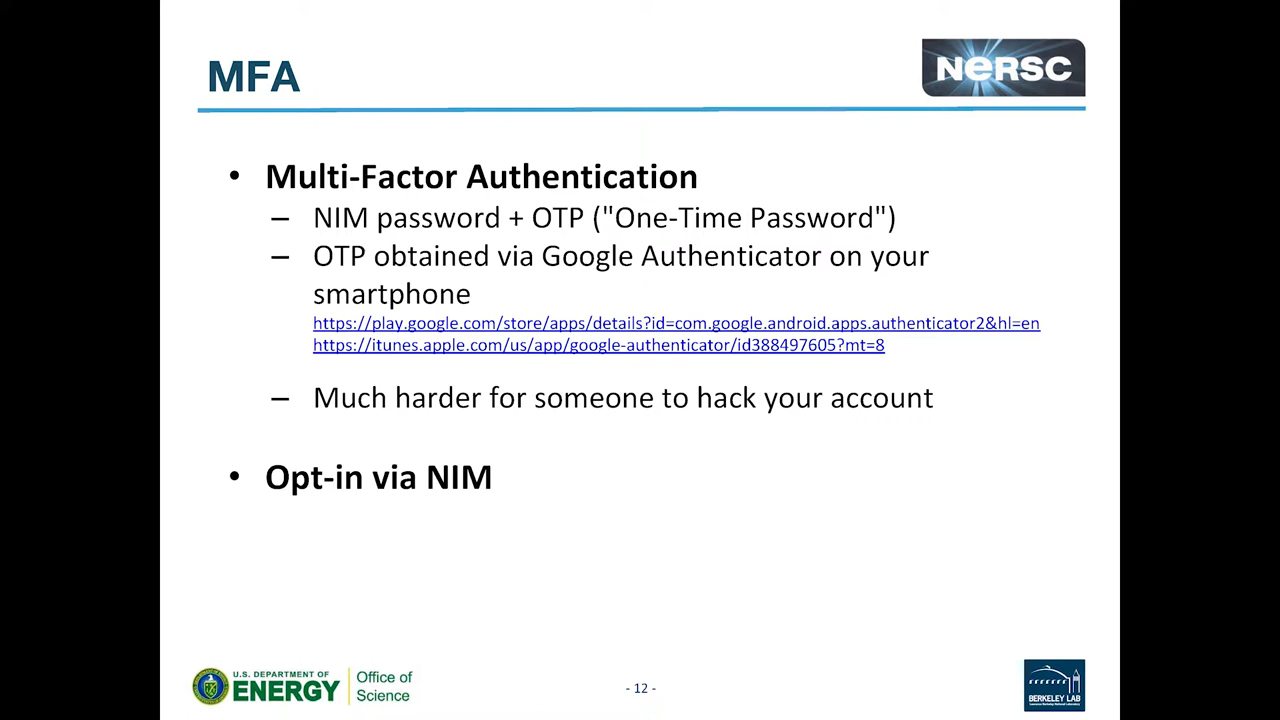 MFA
NERSC
• Multi-Factor Authentication
– NIM password + OTP ("One-Time Password")
– OTP obtained via Google Authenticator on your
smartphone
https://play.google.com/store/apps/details?id=com.google.android.apps.authenticator2&hl=en
https://itunes.apple.com/us/app/google-authenticator/id388497605?mt=8
– Much harder for someone to hack your account
• Opt-in via NIM
U.S. DEPARTMENT OF
ENERGY
Office of
Science
- 12 -
BERKELEY LAB